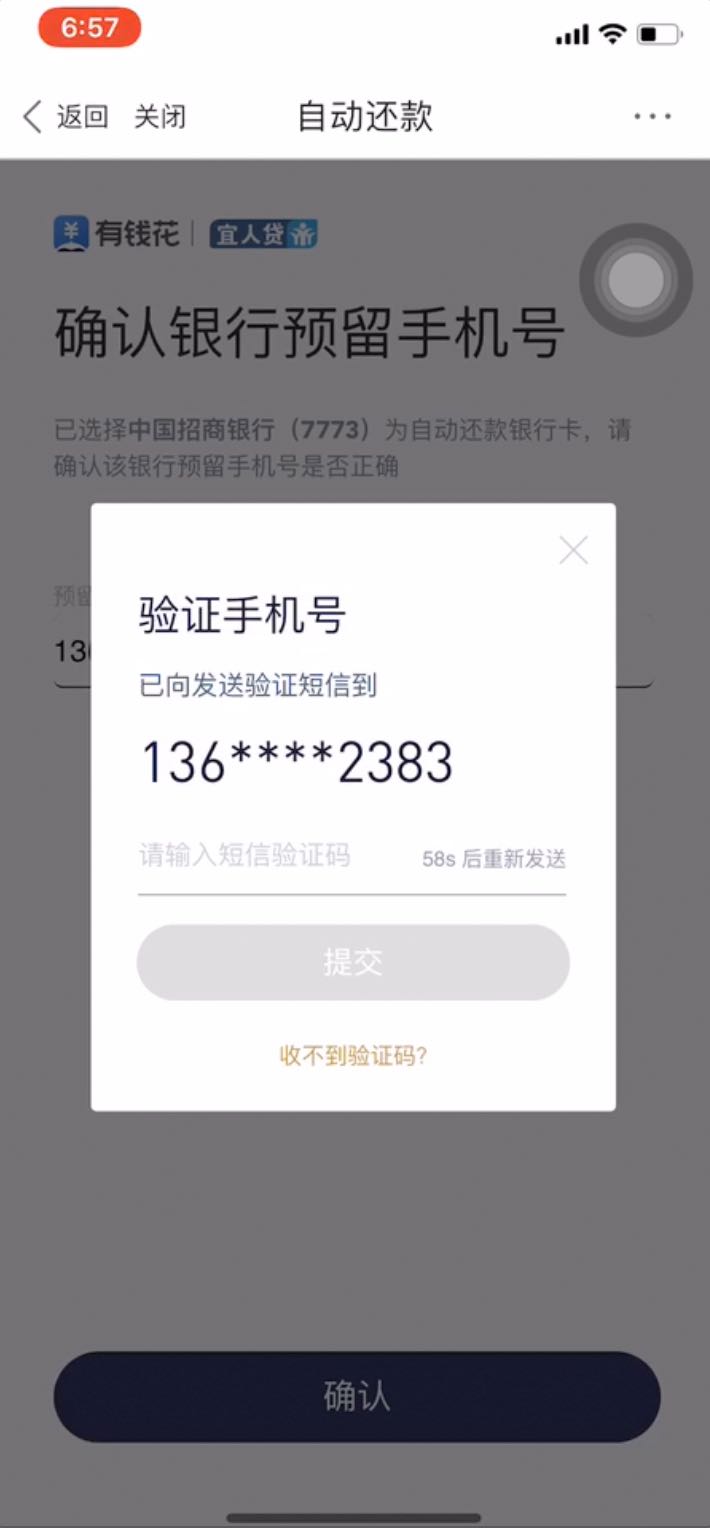 6:57
返回 关闭 自动还款
有钱花 宜人贷
确认银行预留手机号
已选择中国招商银行（7773）为自动还款银行卡，请
确认该银行预留手机号是否正确
预留
136
验证手机号
已向发送验证短信到
136****2383
请输入短信验证码 58s 后重新发送
提交
收不到验证码?
确认